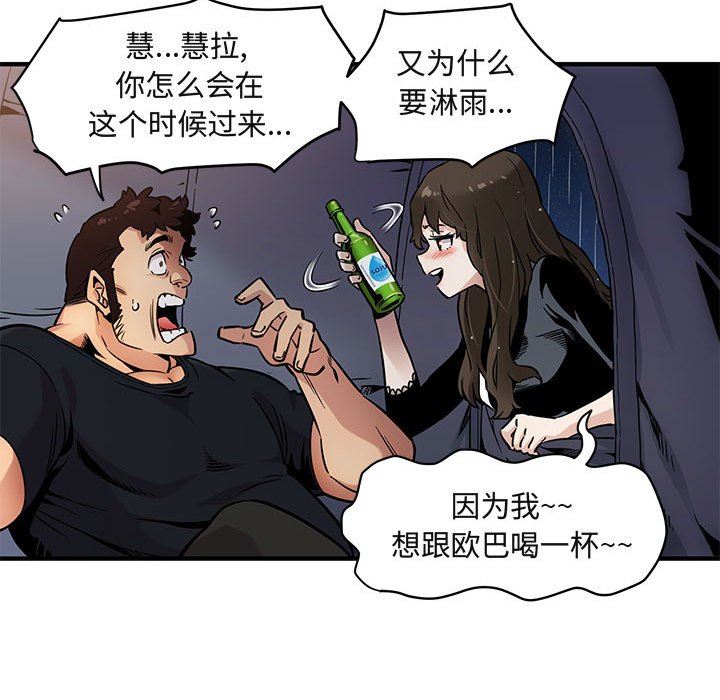 慧...慧拉,
你怎么会在
这个时候过来...
又为什么
要淋雨...
SOJU
因为我~~
想跟欧巴喝一杯~~